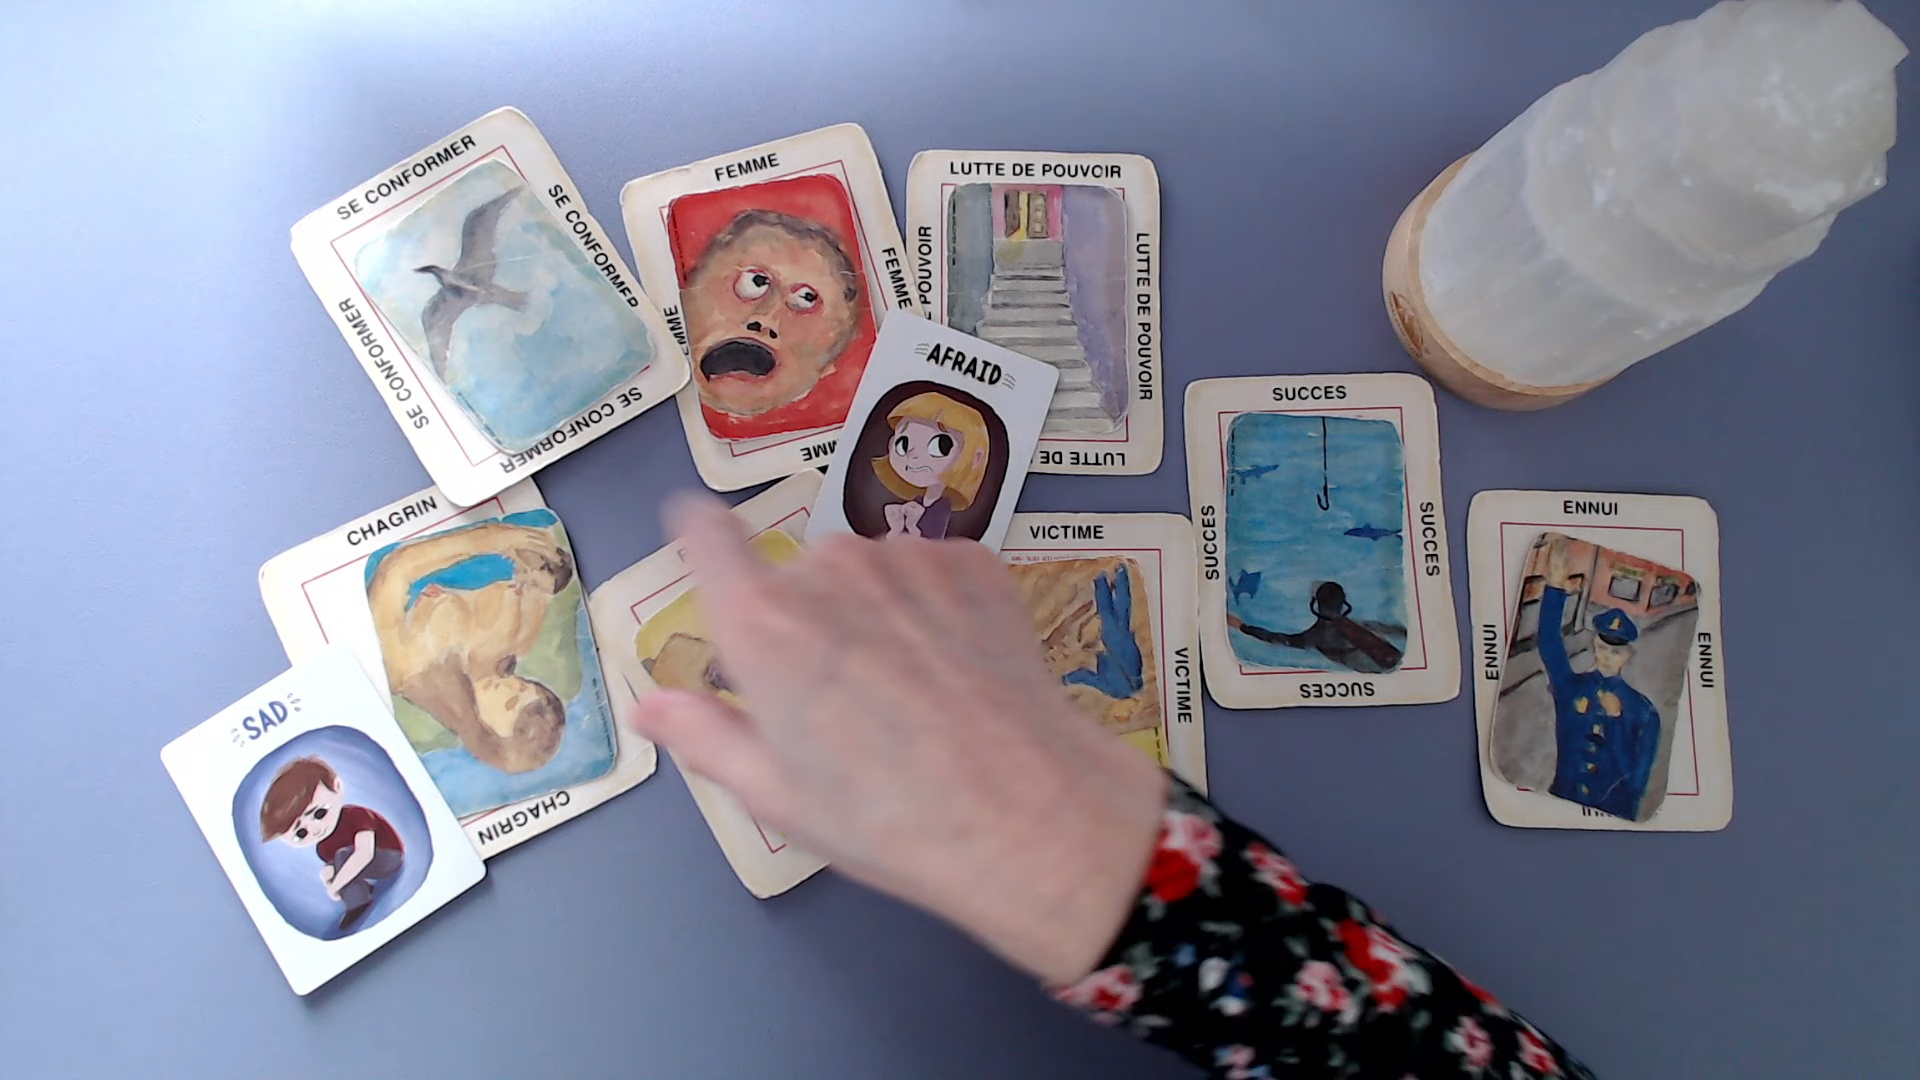 SE CONFORMER
SE CONFORMER
SE CONFORMER
SE CONFORMER
FEMME
FEMME
LUTTE DE POUVOIR
POUVOIR
LUTTE DE POUVOIR
LUTTE DE
AFRAID
CHAGRIN
CHAGRIN
SAD
VICTIME
VICTIME
SUCCES
SUCCES
SUCCES
SUCCES
ENNUI
ENNUI
ENNUI